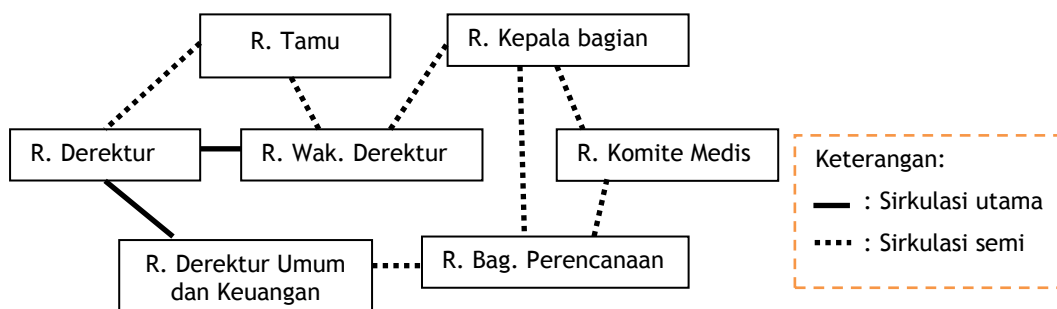 R. Tamu
R. Kepala bagian
R. Derektur
R. Wak. Derektur
R. Komite Medis
R. Derektur Umum
dan Keuangan
R. Bag. Perencanaan
Keterangan:
: Sirkulasi utama
: Sirkulasi semi